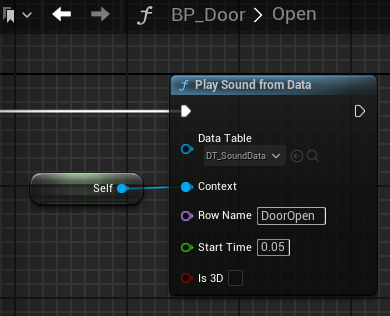 BP_Door > Open
Play Sound from Data
Data Table
DT_SoundData
Self
Context
Row Name DoorOpen
Start Time 0.05
Is 3D